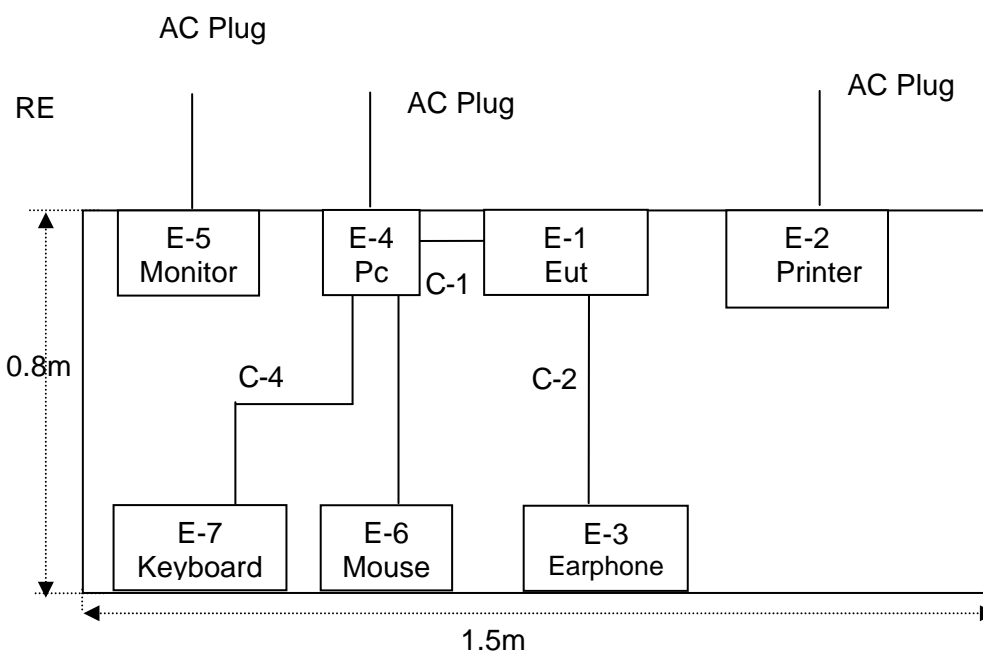 AC Plug
RE
AC Plug
AC Plug
E-5
Monitor
E-4
Pc
E-1
Eut
E-2
Printer
C-1
0.8m
C-4
C-2
E-7
Keyboard
E-6
Mouse
E-3
Earphone
1.5m